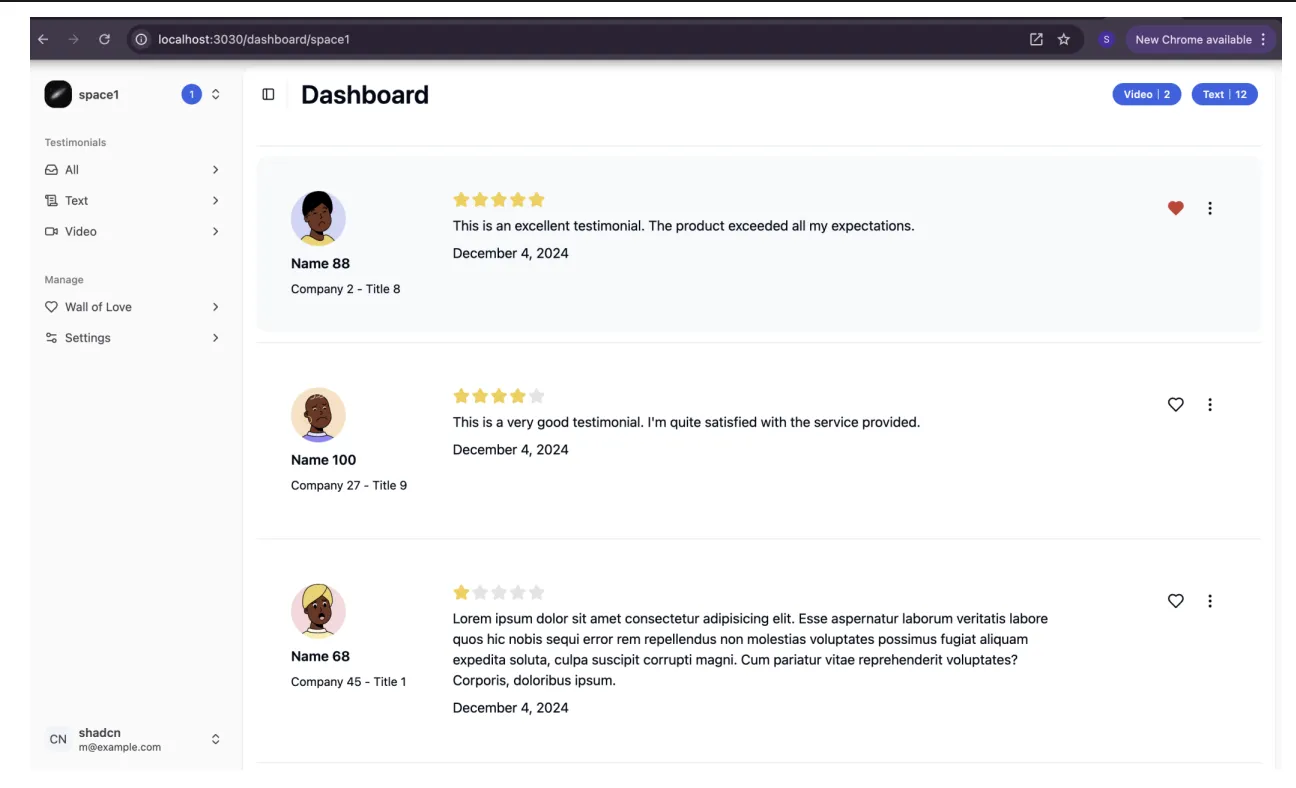 localhost:3030/dashboard/space1
S
New Chrome available
space1
1
Testimonials
All
Text
Video
Manage
Wall of Love
Settings
CN
shadcn
m@example.com
Dashboard
Video | 2
Text | 12
Name 88
Company 2 - Title 8
This is an excellent testimonial. The product exceeded all my expectations.
December 4, 2024
Name 100
Company 27 - Title 9
This is a very good testimonial. I'm quite satisfied with the service provided.
December 4, 2024
Name 68
Company 45 - Title 1
Lorem ipsum dolor sit amet consectetur adipisicing elit. Esse aspernatur laborum veritatis labore
quos hic nobis sequi error rem repellendus non molestias voluptates possimus fugiat aliquam
expedita soluta, culpa suscipit corrupti magni. Cum pariatur vitae reprehenderit voluptates?
Corporis, doloribus ipsum.
December 4, 2024